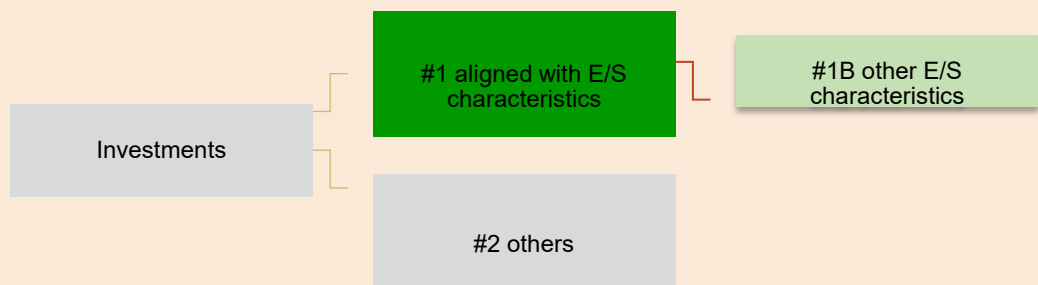 #1 aligned with E/S
characteristics
#1B other E/S
characteristics
Investments
#2 others